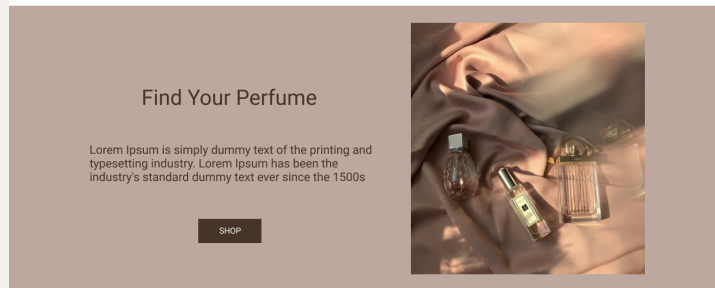 Find Your Perfume
Lorem Ipsum is simply dummy text of the printing and
typesetting industry. Lorem Ipsum has been the
industry's standard dummy text ever since the 1500s
SHOP